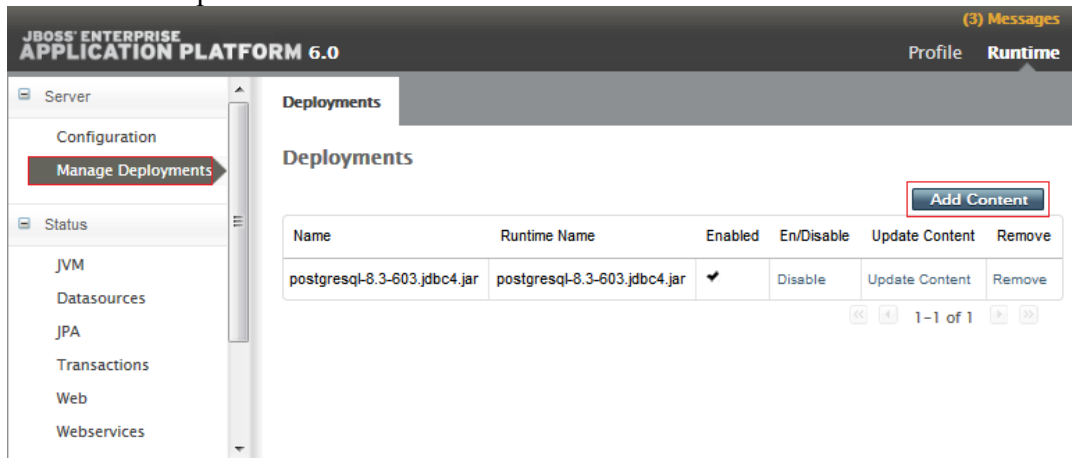 (3) Messages
JBOSS' ENTERPRISE
APPLICATION PLATFORM 6.0
Profile Runtime
Server
Configuration
Manage Deployments
Status
JVM
Datasources
JPA
Transactions
Web
Webservices
Deployments
Deployments
Add Content
Name Runtime Name Enabled En/Disable Update Content Remove
postgresql-8.3-603.jdbc4.jar postgresql-8.3-603.jdbc4.jar Disable Update Content Remove
1-1 of 1